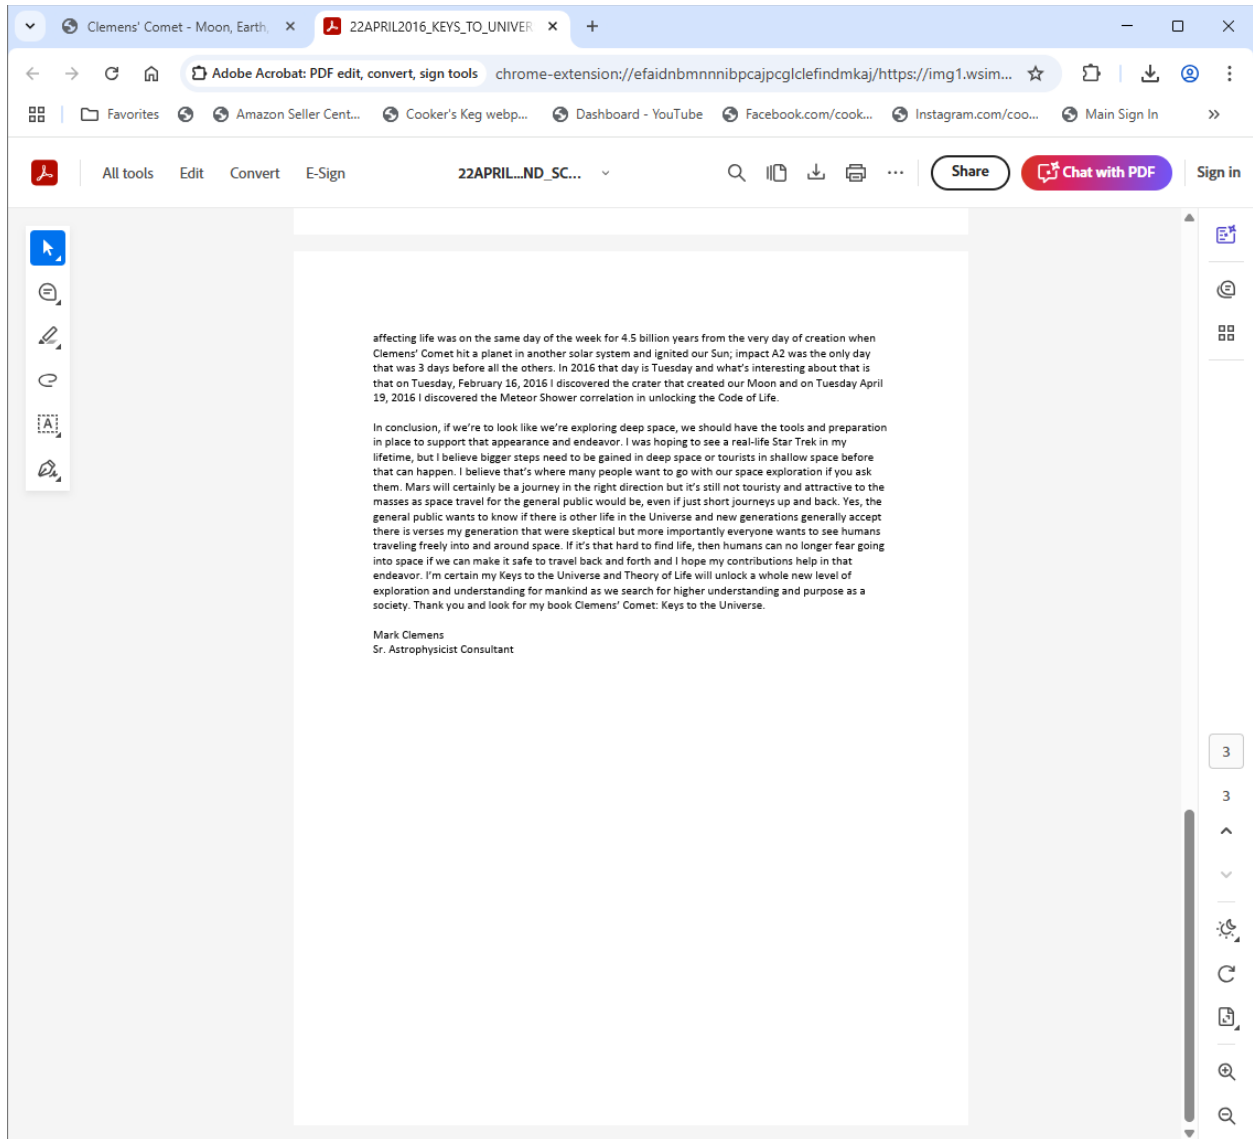 Clemens' Comet - Moon, Earth,
22APRIL2016_KEYS_TO_UNIVER
Adobe Acrobat: PDF edit, convert, sign tools chrome-extension://efaidnbmnnnibpcajpcglclefindmkaj/https://img1.wsim...
Favorites Amazon Seller Cent... Cooker's Keg webp... Dashboard - YouTube Facebook.com/cook... Instagram.com/coo... Main Sign In
All tools Edit Convert E-Sign 22APRIL...ND_SC... Share Chat with PDF Sign in
affecting life was on the same day of the week for 4.5 billion years from the very day of creation when
Clemens' Comet hit a planet in another solar system and ignited our Sun; impact A2 was the only day
that was 3 days before all the others. In 2016 that day is Tuesday and what's interesting about that is
that on Tuesday, February 16, 2016 I discovered the crater that created our Moon and on Tuesday April
19, 2016 I discovered the Meteor Shower correlation in unlocking the Code of Life.
In conclusion, if we're to look like we're exploring deep space, we should have the tools and preparation
in place to support that appearance and endeavor. I was hoping to see a real-life Star Trek in my
lifetime, but I believe bigger steps need to be gained in deep space or tourists in shallow space before
that can happen. I believe that's where many people want to go with our space exploration if you ask
them. Mars will certainly be a journey in the right direction but it's still not touristy and attractive to the
masses as space travel for the general public would be, even if just short journeys up and back. Yes, the
general public wants to know if there is other life in the Universe and new generations generally accept
there is verses my generation that were skeptical but more importantly everyone wants to see humans
traveling freely into and around space. If it's that hard to find life, then humans can no longer fear going
into space if we can make it safe to travel back and forth and I hope my contributions help in that
endeavor. I'm certain my Keys to the Universe and Theory of Life will unlock a whole new level of
exploration and understanding for mankind as we search for higher understanding and purpose as a
society. Thank you and look for my book Clemens' Comet: Keys to the Universe.
Mark Clemens
Sr. Astrophysicist Consultant
3
3